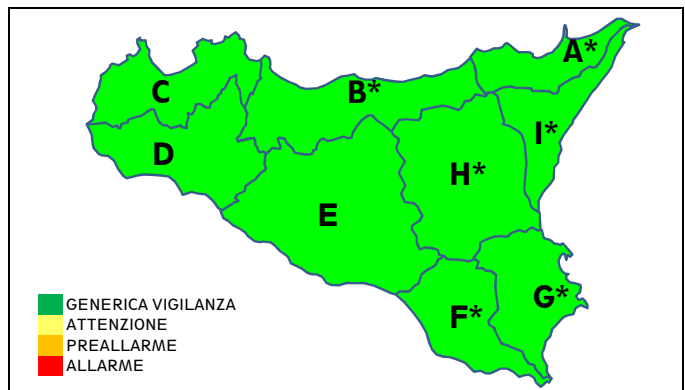 A*
C
B*
I*
D
H*
E
G*
F*
GENERICA VIGILANZA
ATTENZIONE
PREALLARME
ALLARME